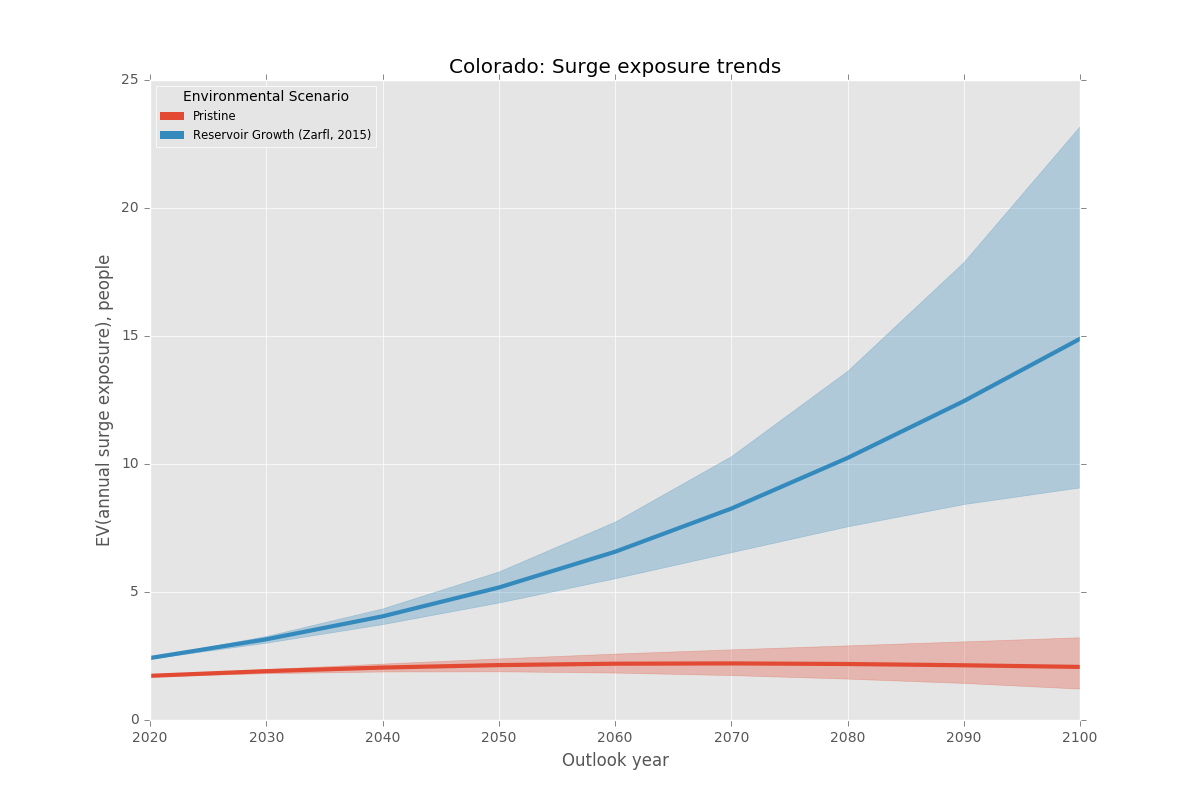 Colorado: Surge exposure trends
Environmental Scenario
Pristine
Reservoir Growth (Zarfl, 2015)
EV(annual surge exposure), people
25
20
15
10
5
0
2020 2030 2040 2050 2060 2070 2080 2090 2100
Outlook year